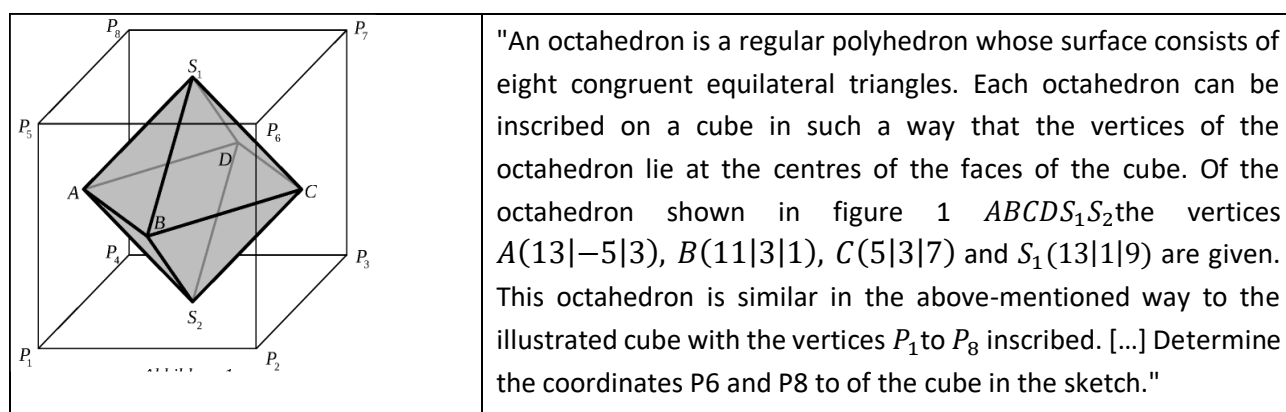 P8
P7
S1
P5
P6
D
A
C
B
P4
P3
S2
P1
P2
"An octahedron is a regular polyhedron whose surface consists of
eight congruent equilateral triangles. Each octahedron can be
inscribed on a cube in such a way that the vertices of the
octahedron lie at the centres of the faces of the cube. Of the
octahedron shown in figure 1 ABCDS₁S₂the vertices
A(13|−5|3), B(11|3|1), C(5|3|7) and S₁(13|1|9) are given.
This octahedron is similar in the above-mentioned way to the
illustrated cube with the vertices P₁to P₈ inscribed. [...] Determine
the coordinates P6 and P8 to of the cube in the sketch."